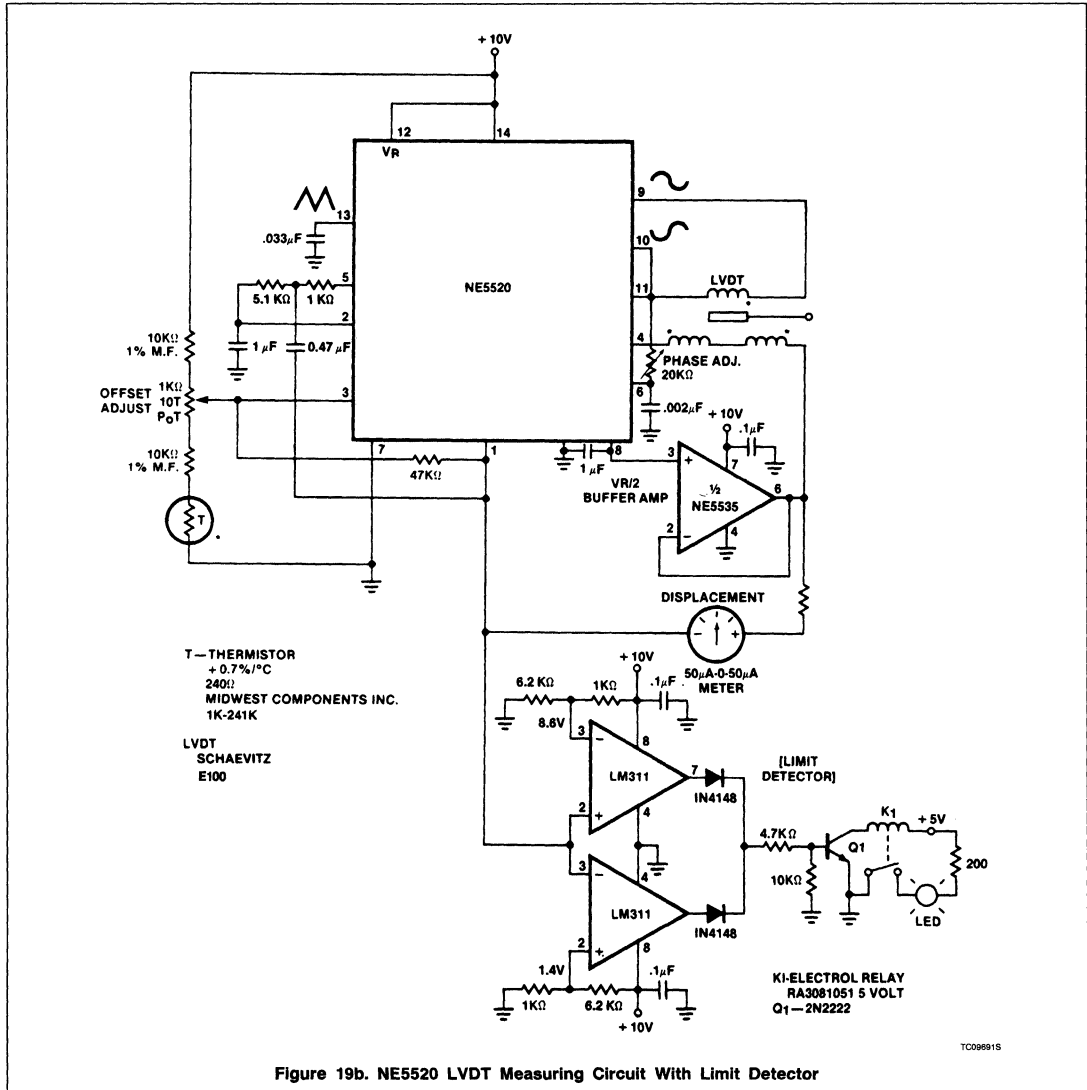 + 10V
12
14
VR
9
13
.033µF
10
NE5520
5
5.1 KΩ
1 KΩ
11
LVDT
2
10KΩ
1% M.F.
1 µF
0.47 µF
4
PHASE ADJ.
20KΩ
OFFSET
ADJUST
1KΩ
10T
PoT
3
6
.002µF
+ 10V
.1µF
10KΩ
1% M.F.
7
1
47KΩ
1 µF
8
VR/2
BUFFER AMP
3
+
7
½
NE5535
6
2
−
4
T
DISPLACEMENT
−
+
50µA-0-50µA
METER
T—THERMISTOR
+ 0.7%/°C
240Ω
MIDWEST COMPONENTS INC.
1K-241K
LVDT
SCHAEVITZ
E100
+ 10V
6.2 KΩ
1KΩ
.1µF
8.6V
3
−
8
LM311
7
IN4148
2
+
4
[LIMIT
DETECTOR]
K1
+ 5V
4.7KΩ
Q1
200
10KΩ
LED
3
−
4
LM311
IN4148
2
+
8
1.4V
1KΩ
6.2 KΩ
.1µF
+ 10V
KI-ELECTROL RELAY
RA3081051 5 VOLT
Q1—2N2222
TC09691S
Figure 19b. NE5520 LVDT Measuring Circuit With Limit Detector